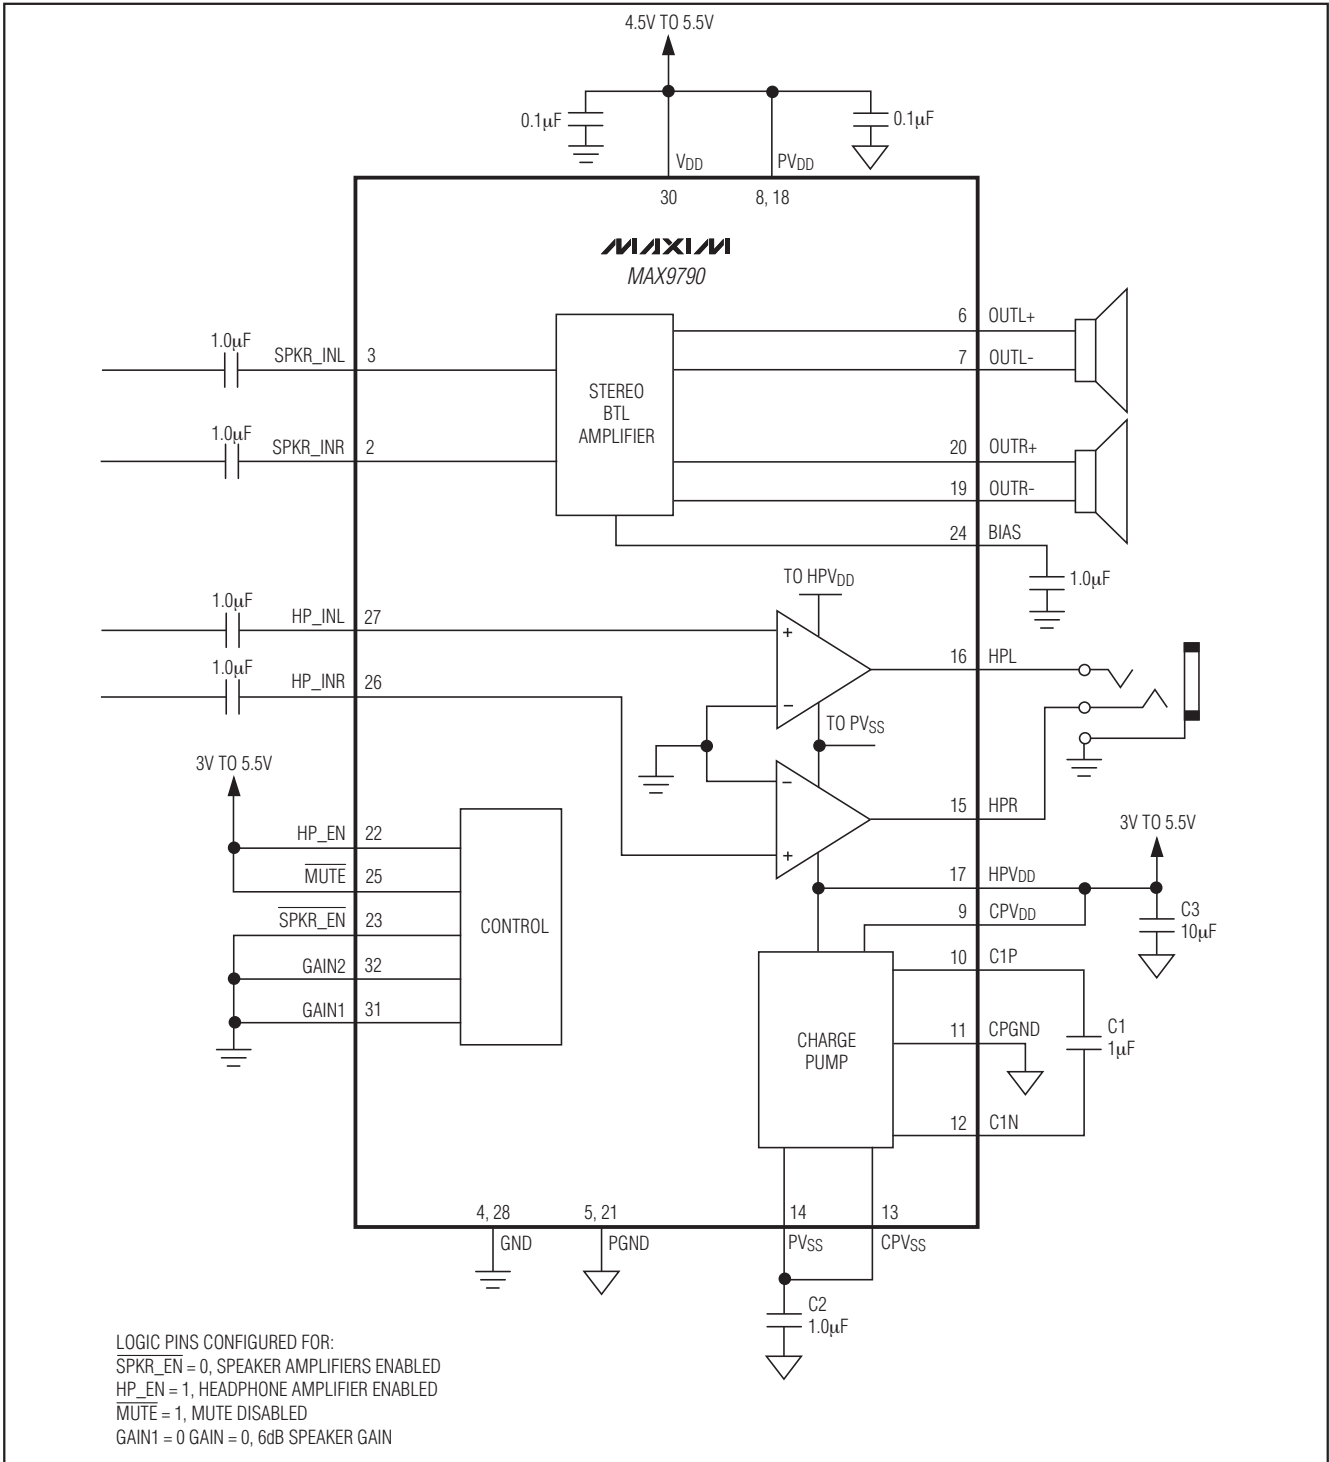 4.5V TO 5.5V
0.1μF
0.1μF
VDD
PVDD
30
8, 18
MAXIM
MAX9790
1.0μF
SPKR_INL
3
6
OUTL+
7
OUTL-
STEREO
BTL
AMPLIFIER
1.0μF
SPKR_INR
2
20
OUTR+
19
OUTR-
24
BIAS
1.0μF
TO HPVDD
1.0μF
HP_INL
27
+
16
HPL
1.0μF
HP_INR
26
−
TO PVSS
3V TO 5.5V
−
15
HPR
+
3V TO 5.5V
HP_EN
22
MUTE
25
SPKR_EN
23
GAIN2
32
GAIN1
31
CONTROL
17
HPVDD
9
CPVDD
C3
10μF
10
C1P
11
CPGND
C1
1μF
CHARGE
PUMP
12
C1N
4, 28
GND
5, 21
PGND
14
PVSS
13
CPVSS
C2
1.0μF
LOGIC PINS CONFIGURED FOR:
SPKR_EN = 0, SPEAKER AMPLIFIERS ENABLED
HP_EN = 1, HEADPHONE AMPLIFIER ENABLED
MUTE = 1, MUTE DISABLED
GAIN1 = 0 GAIN = 0, 6dB SPEAKER GAIN